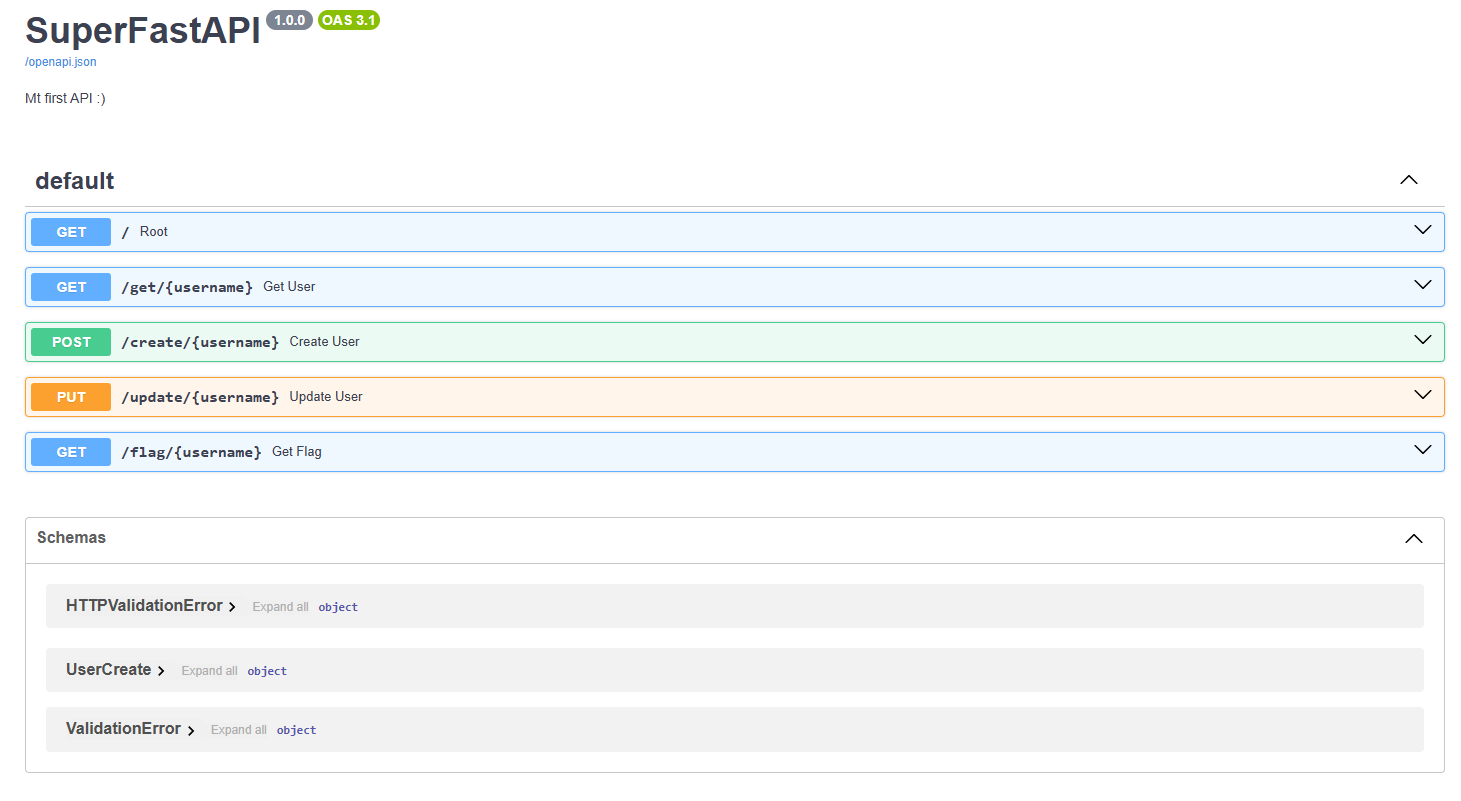 SuperFastAPI 1.0.0 OAS 3.1
/openapi.json
Mt first API :)
default
GET / Root
GET /get/{username} Get User
POST /create/{username} Create User
PUT /update/{username} Update User
GET /flag/{username} Get Flag
Schemas
HTTPValidationError Expand all object
UserCreate Expand all object
ValidationError Expand all object